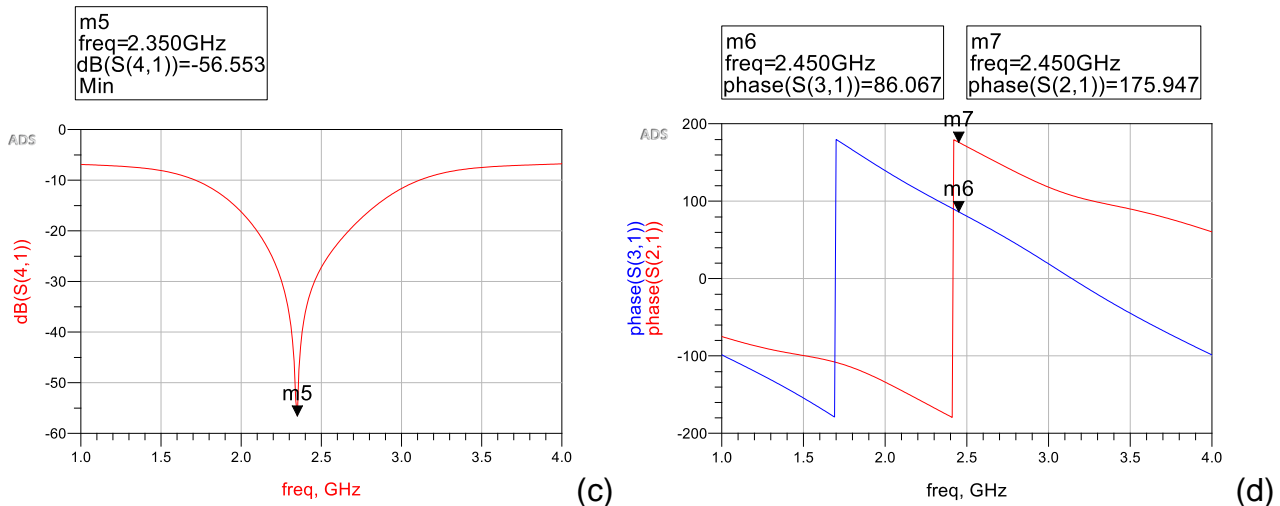 m5
freq=2.350GHz
dB(S(4,1))=-56.553
Min
ADS
0
-10
-20
-30
-40
-50
-60
1.0 1.5 2.0 2.5 3.0 3.5 4.0
m5
dB(S(4,1))
freq, GHz
(c)
m6
freq=2.450GHz
phase(S(3,1))=86.067
m7
freq=2.450GHz
phase(S(2,1))=175.947
ADS
200
100
0
-100
-200
1.0 1.5 2.0 2.5 3.0 3.5 4.0
m7
m6
phase(S(3,1))
phase(S(2,1))
freq, GHz
(d)